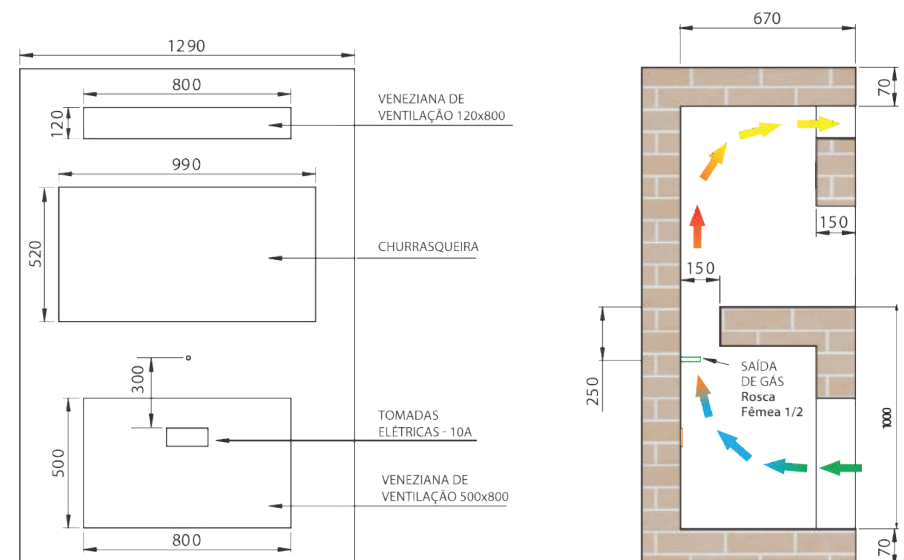 1290
800
120
VENEZIANA DE
VENTILAÇÃO 120x800
990
520
CHURRASQUEIRA
300
TOMADAS
ELÉTRICAS - 10A
500
VENEZIANA DE
VENTILAÇÃO 500x800
800
670
70
150
150
250
SAÍDA
DE GÁS
Rosca
Fêmea 1/2
1000
70